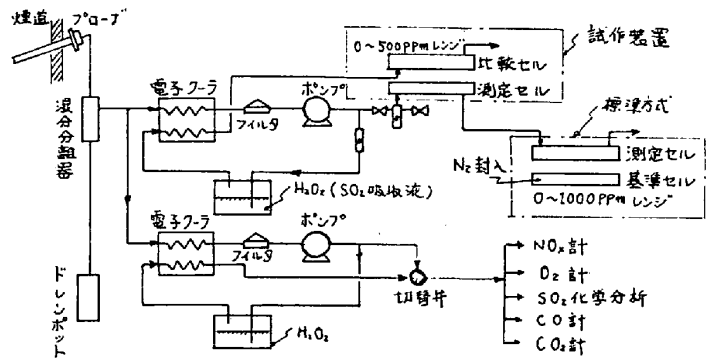 煙道
プローブ
0~500PPmレンジ
試作装置
比較セル
電子クーラ
ポンプ
測定セル
湿分分離器
フィルタ
標準方式
N₂封入
測定セル
基準セル
H₂O₂(SO₂吸収液)
0~1000PPmレンジ
電子クーラ
ポンプ
フィルタ
NOx計
O₂計
切替弁
SO₂化学分析
ドレンポット
CO計
H₂O₂
CO₂計